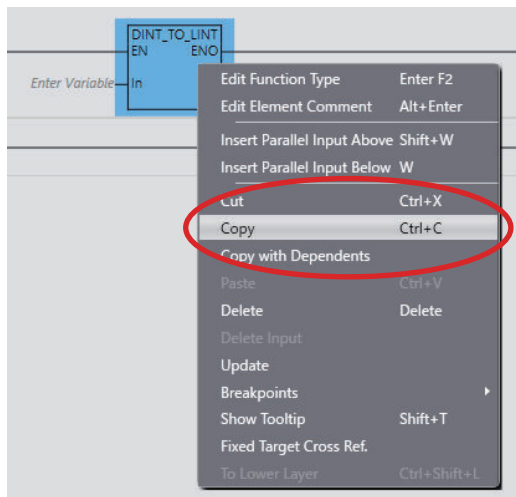 DINT_TO_LINT
EN ENO
Enter Variable In
Edit Function Type Enter F2
Edit Element Comment Alt+Enter
Insert Parallel Input Above Shift+W
Insert Parallel Input Below W
Cut Ctrl+X
Copy Ctrl+C
Copy with Dependents
Paste Ctrl+V
Delete Delete
Delete Input
Update
Breakpoints
Show Tooltip Shift+T
Fixed Target Cross Ref.
To Lower Layer Ctrl+Shift+L